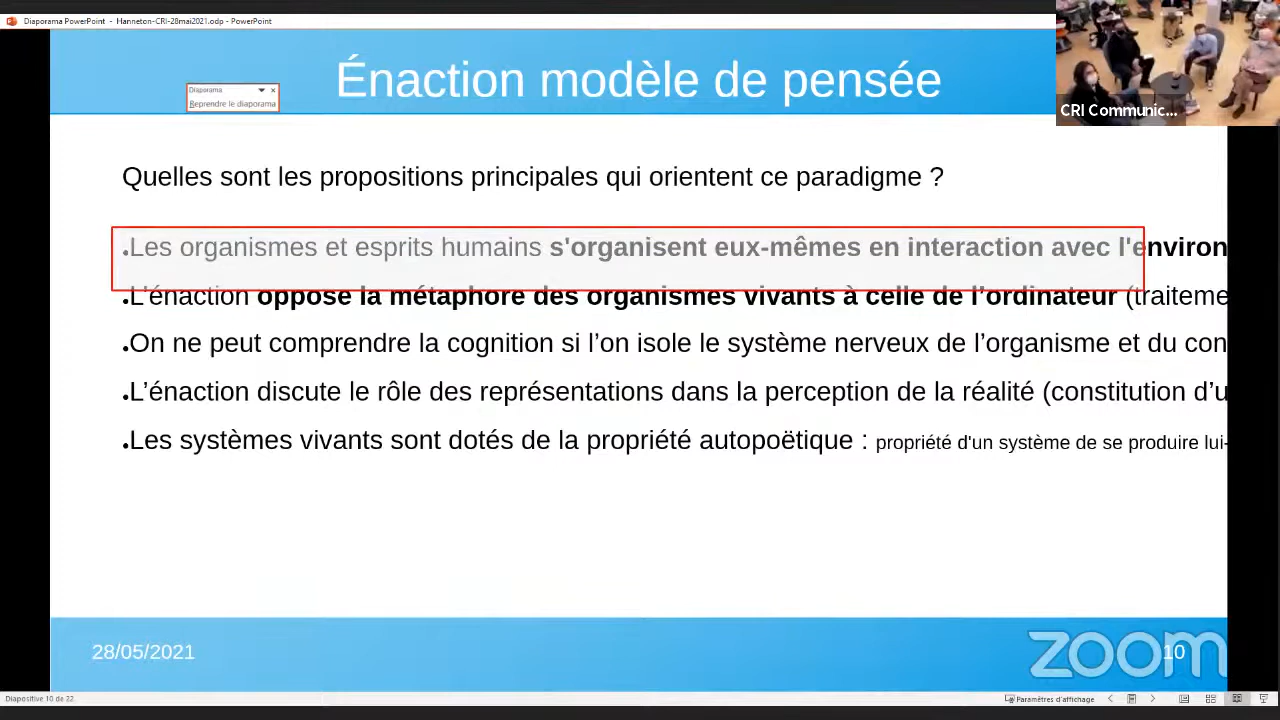 Diaporama PowerPoint - Hanneton-CRI-28mai2021.odp - PowerPoint
Énaction modèle de pensée
Diaporama
Reprendre le diaporama
CRI Communic...
Quelles sont les propositions principales qui orientent ce paradigme ?
.Les organismes et esprits humains s'organisent eux-mêmes en interaction avec l'environ
.L'énaction oppose la métaphore des organismes vivants à celle de l'ordinateur (traiteme
.On ne peut comprendre la cognition si l’on isole le système nerveux de l’organisme et du con
.L’énaction discute le rôle des représentations dans la perception de la réalité (constitution d’u
.Les systèmes vivants sont dotés de la propriété autopoëtique : propriété d'un système de se produire lui-
28/05/2021
zoom
10
Diapositive 10 de 22
Paramètres d'affichage